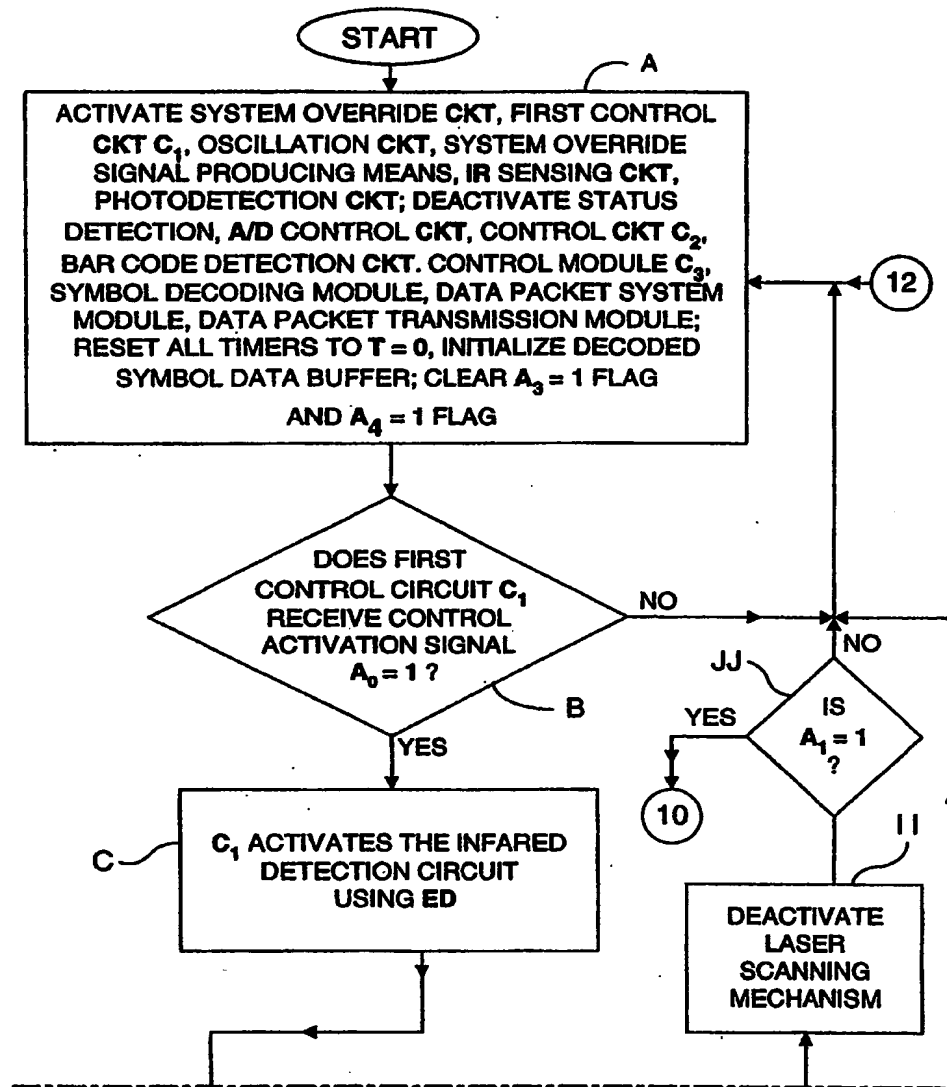 START
A
ACTIVATE SYSTEM OVERRIDE CKT, FIRST CONTROL
CKT C₁, OSCILLATION CKT, SYSTEM OVERRIDE
SIGNAL PRODUCING MEANS, IR SENSING CKT,
PHOTODETECTION CKT; DEACTIVATE STATUS
DETECTION, A/D CONTROL CKT, CONTROL CKT C₂,
BAR CODE DETECTION CKT. CONTROL MODULE C₃,
SYMBOL DECODING MODULE, DATA PACKET SYSTEM
MODULE, DATA PACKET TRANSMISSION MODULE;
RESET ALL TIMERS TO T = 0, INITIALIZE DECODED
SYMBOL DATA BUFFER; CLEAR A₃ = 1 FLAG
AND A₄ = 1 FLAG
12
DOES FIRST
CONTROL CIRCUIT C₁
RECEIVE CONTROL
ACTIVATION SIGNAL
A₀ = 1 ?
B
NO
YES
NO
JJ
IS
A₁ = 1
?
YES
10
C
C₁ ACTIVATES THE INFARED
DETECTION CIRCUIT
USING ED
II
DEACTIVATE
LASER
SCANNING
MECHANISM